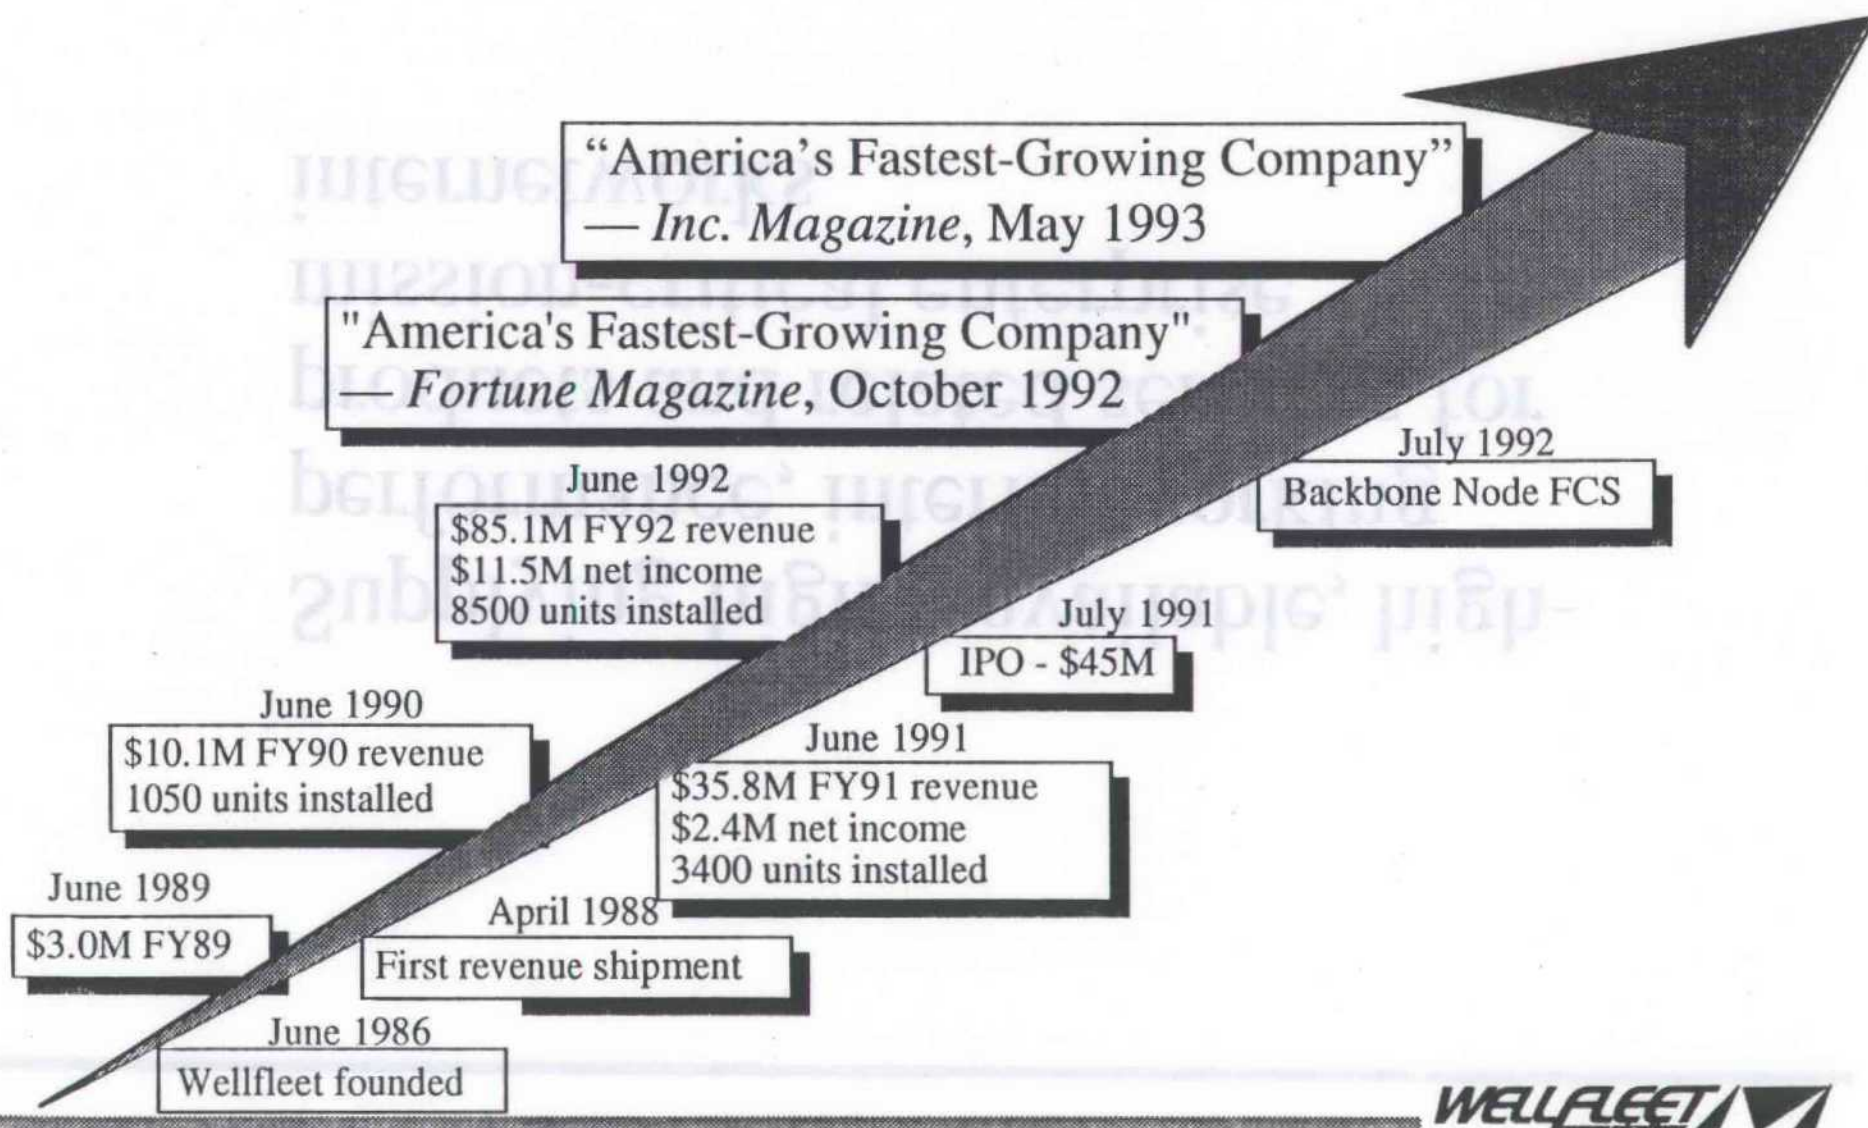 “America’s Fastest-Growing Company”
— Inc. Magazine, May 1993
"America's Fastest-Growing Company"
— Fortune Magazine, October 1992
July 1992
Backbone Node FCS
June 1992
$85.1M FY92 revenue
$11.5M net income
8500 units installed
July 1991
IPO - $45M
June 1990
$10.1M FY90 revenue
1050 units installed
June 1991
$35.8M FY91 revenue
$2.4M net income
3400 units installed
June 1989
$3.0M FY89
April 1988
First revenue shipment
June 1986
Wellfleet founded
WELLFLEET